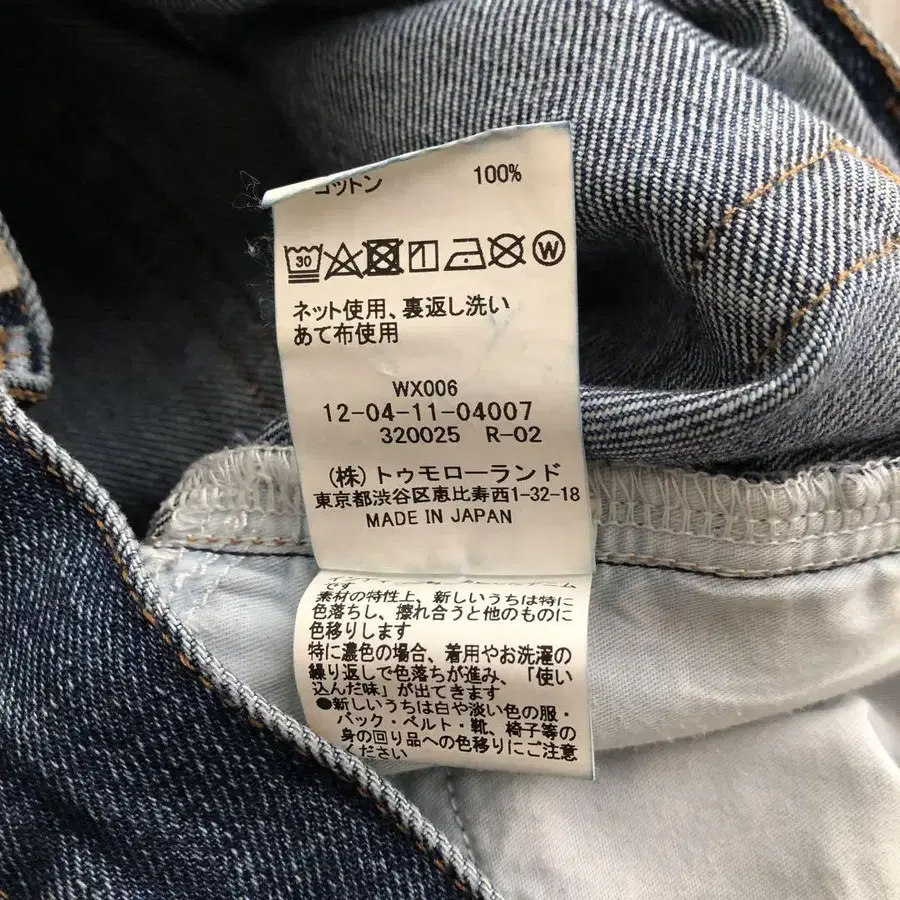 コットン 100%
30 W
ネット使用、裏返し洗い
あて布使用
WX006
12-04-11-04007
320025 R-02
(株)トゥモローランド
東京都渋谷区恵比寿西1-32-18
MADE IN JAPAN
です
素材の特性上、新しいうちは特に
色落ちし、擦れ合うと他のものに
色移りします
特に濃色の場合、着用やお洗濯の
繰り返しで色落ちが進み、「使い
込んだ味」が出てきます
●新しいうちは白や淡い色の服・
バック・ベルト・靴、椅子等の
身の回り品への色移りにご注意
ください